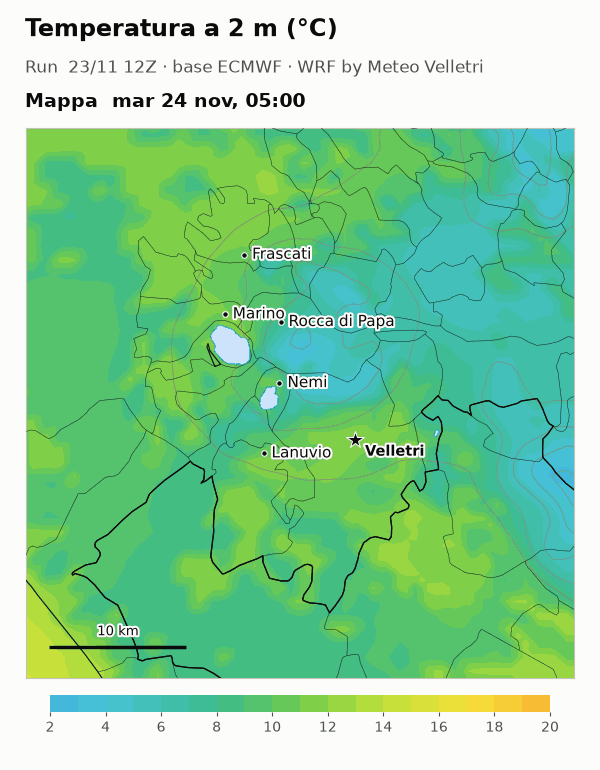 Temperatura a 2 m (°C)
Run  23/11 12Z · base ECMWF · WRF by Meteo Velletri
Mappa  mar 24 nov, 05:00
Frascati
Marino
Rocca di Papa
Nemi
Lanuvio
Velletri
10 km
2 4 6 8 10 12 14 16 18 20